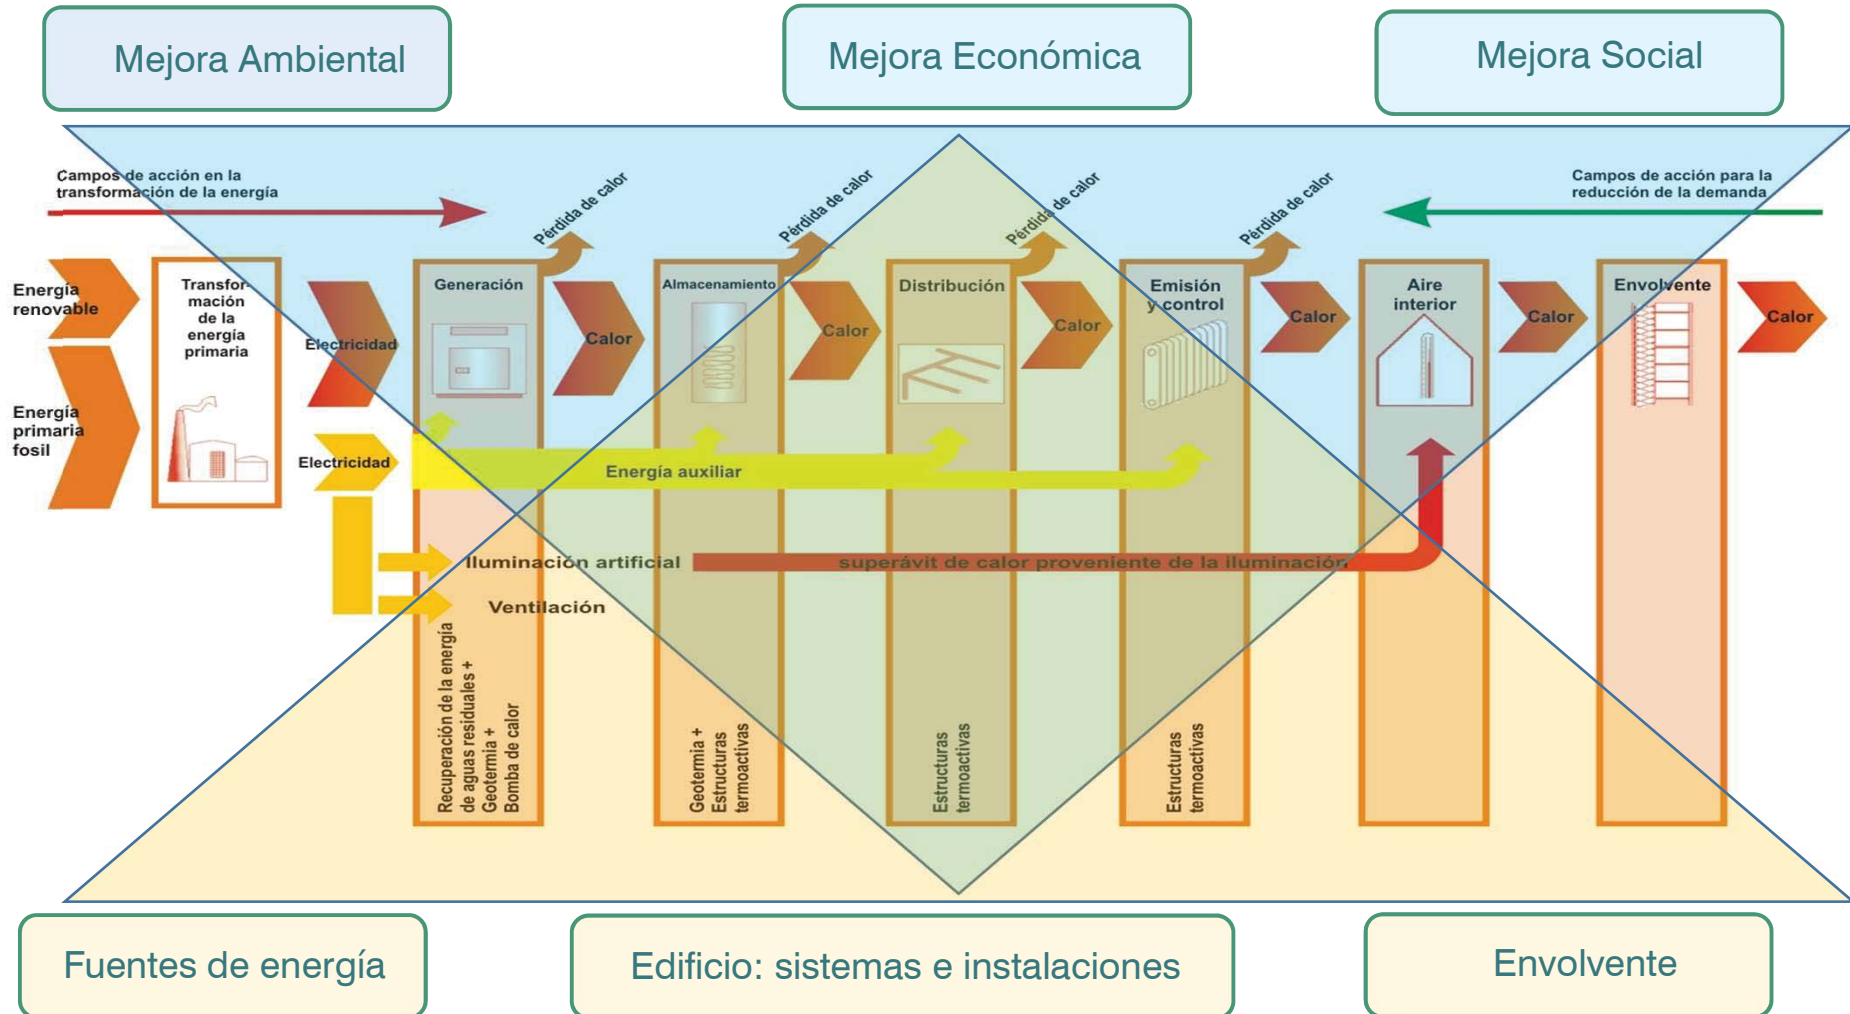 Mejora Ambiental
Mejora Económica
Mejora Social
Campos de acción en la
transformación de la energía
Campos de acción para la
reducción de la demanda
Pérdida de calor
Pérdida de calor
Pérdida de calor
Pérdida de calor
Energía
renovable
Energía
primaria
fosil
Transfor-
mación
de la
energía
primaria
Electricidad
Generación
Calor
Almacenamiento
Calor
Distribución
Calor
Emisión
y control
Calor
Aire
interior
Calor
Envolvente
Calor
Electricidad
Energía auxiliar
Iluminación artificial
superávit de calor proveniente de la iluminación
Ventilación
Recuperación de la energía
de aguas residuales +
Geotermia +
Bomba de calor
Geotermia +
Estructuras
termoactivas
Estructuras
termoactivas
Estructuras
termoactivas
Fuentes de energía
Edificio: sistemas e instalaciones
Envolvente